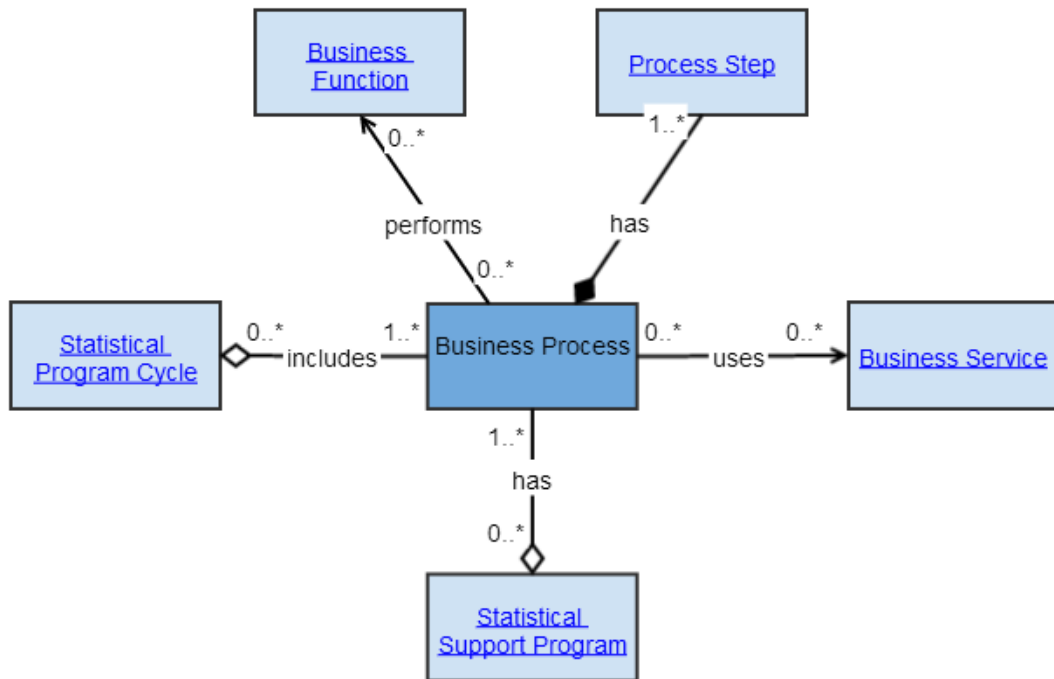 Business
Function
Process Step
0..*
1..*
performs
has
0..*
Statistical
Program Cycle
0..*
includes
1..*
Business Process
0..*
uses
0..*
Business Service
1..*
has
0..*
Statistical
Support Program